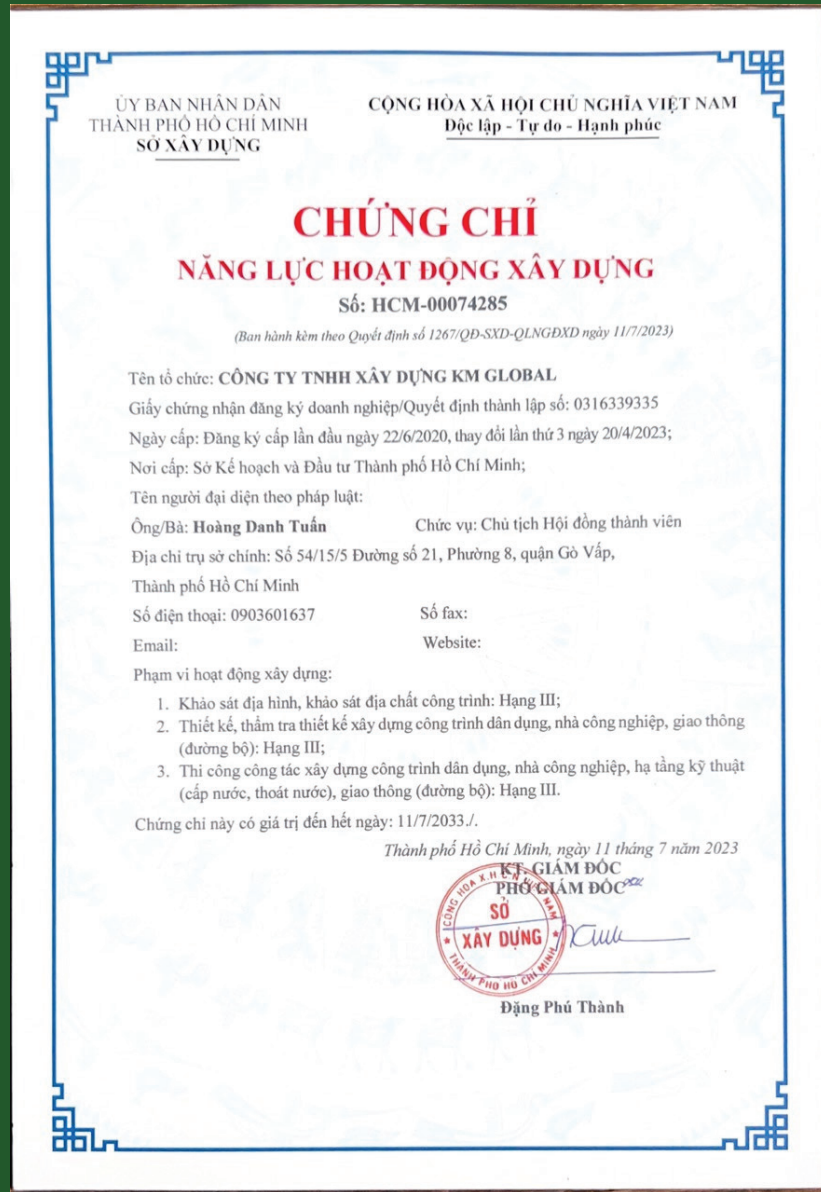 ỦY BAN NHÂN DÂN
THÀNH PHỐ HỒ CHÍ MINH
SỞ XÂY DỰNG
CỘNG HÒA XÃ HỘI CHỦ NGHĨA VIỆT NAM
Độc lập - Tự do - Hạnh phúc
CHỨNG CHỈ
NĂNG LỰC HOẠT ĐỘNG XÂY DỰNG
Số: HCM-00074285
(Ban hành kèm theo Quyết định số 1267/QĐ-SXD-QLNGĐXD ngày 11/7/2023)
Tên tổ chức: CÔNG TY TNHH XÂY DỰNG KM GLOBAL
Giấy chứng nhận đăng ký doanh nghiệp/Quyết định thành lập số: 0316339335
Ngày cấp: Đăng ký cấp lần đầu ngày 22/6/2020, thay đổi lần thứ 3 ngày 20/4/2023;
Nơi cấp: Sở Kế hoạch và Đầu tư Thành phố Hồ Chí Minh;
Tên người đại diện theo pháp luật:
Ông/Bà: Hoàng Danh Tuấn Chức vụ: Chủ tịch Hội đồng thành viên
Địa chỉ trụ sở chính: Số 54/15/5 Đường số 21, Phường 8, quận Gò Vấp,
Thành phố Hồ Chí Minh
Số điện thoại: 0903601637 Số fax:
Email: Website:
Phạm vi hoạt động xây dựng:
1. Khảo sát địa hình, khảo sát địa chất công trình: Hạng III;
2. Thiết kế, thẩm tra thiết kế xây dựng công trình dân dụng, nhà công nghiệp, giao thông
(đường bộ): Hạng III;
3. Thi công công tác xây dựng công trình dân dụng, nhà công nghiệp, hạ tầng kỹ thuật
(cấp nước, thoát nước), giao thông (đường bộ): Hạng III.
Chứng chỉ này có giá trị đến hết ngày: 11/7/2033./.
Thành phố Hồ Chí Minh, ngày 11 tháng 7 năm 2023
KT. GIÁM ĐỐC
PHÓ GIÁM ĐỐC
CỘNG HÒA X.H.C.N VIỆT NAM
SỞ
XÂY DỰNG
THÀNH PHỐ HỒ CHÍ MINH
Đặng Phú Thành